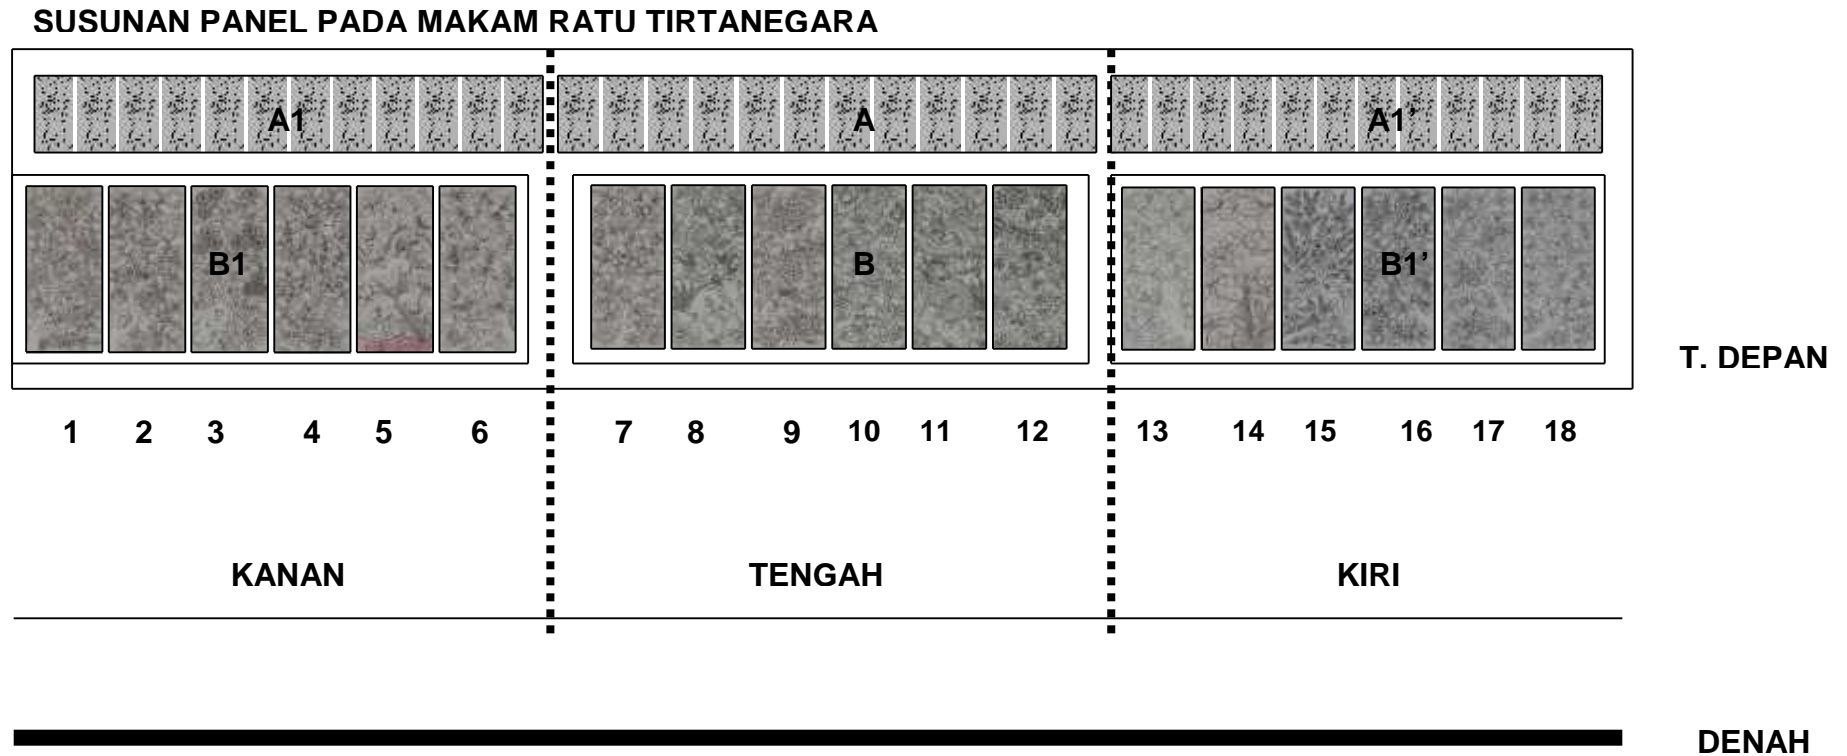 SUSUNAN PANEL PADA MAKAM RATU TIRTANEGARA
A1 A A1’
B1 B B1’
T. DEPAN
1 2 3 4 5 6 7 8 9 10 11 12 13 14 15 16 17 18
KANAN TENGAH KIRI
DENAH